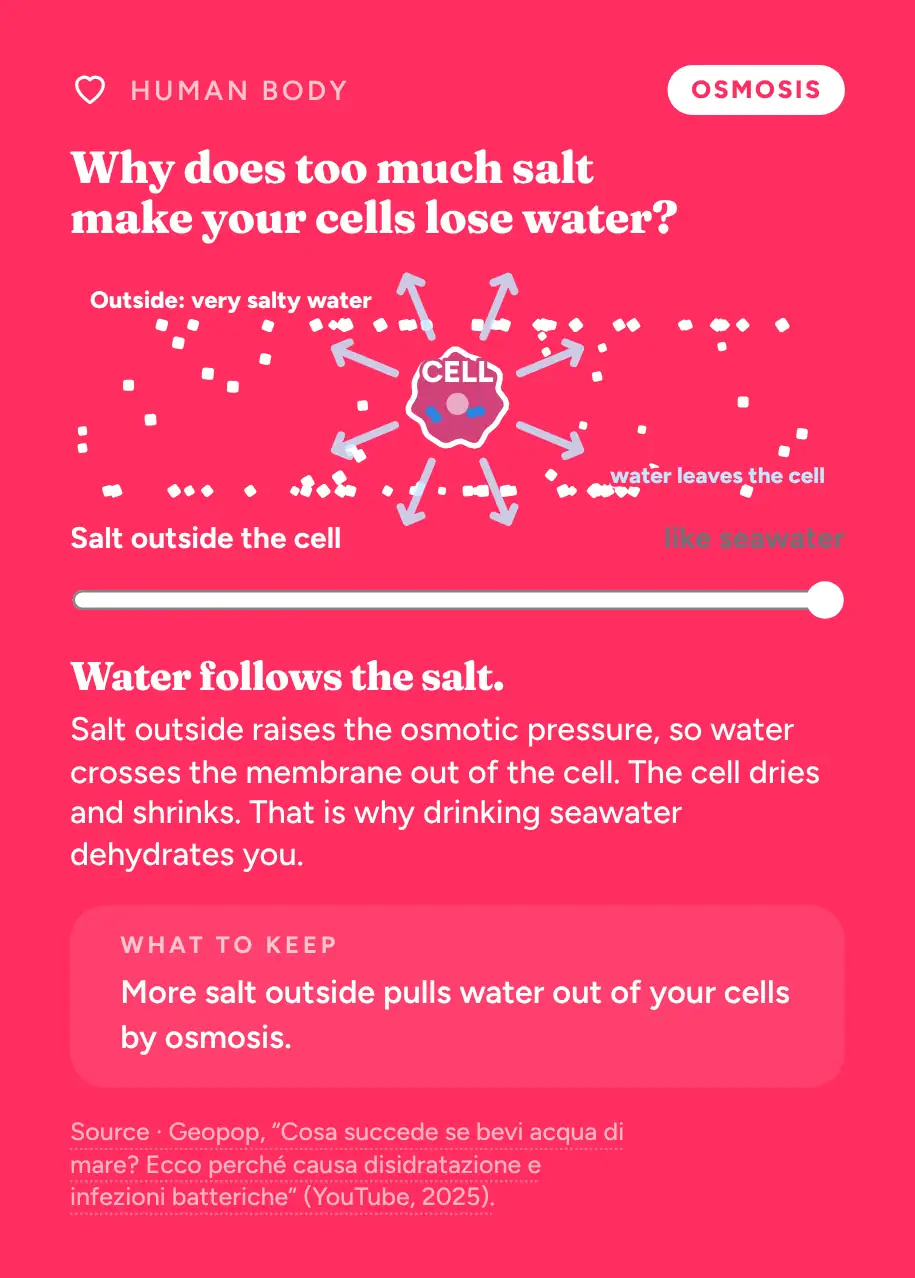 HUMAN BODY
OSMOSIS
Why does too much salt
make your cells lose water?
Outside: very salty water
CELL
water leaves the cell
Salt outside the cell
like seawater
Water follows the salt.
Salt outside raises the osmotic pressure, so water
crosses the membrane out of the cell. The cell dries
and shrinks. That is why drinking seawater
dehydrates you.
WHAT TO KEEP
More salt outside pulls water out of your cells
by osmosis.
Source · Geopop, “Cosa succede se bevi acqua di
mare? Ecco perché causa disidratazione e
infezioni batteriche” (YouTube, 2025).